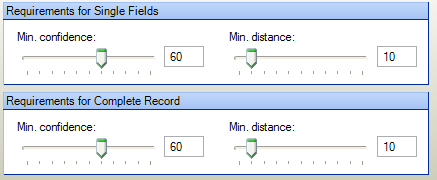 Requirements for Single Fields
Min. confidence: Min. distance:
60 10
Requirements for Complete Record
Min. confidence: Min. distance:
60 10